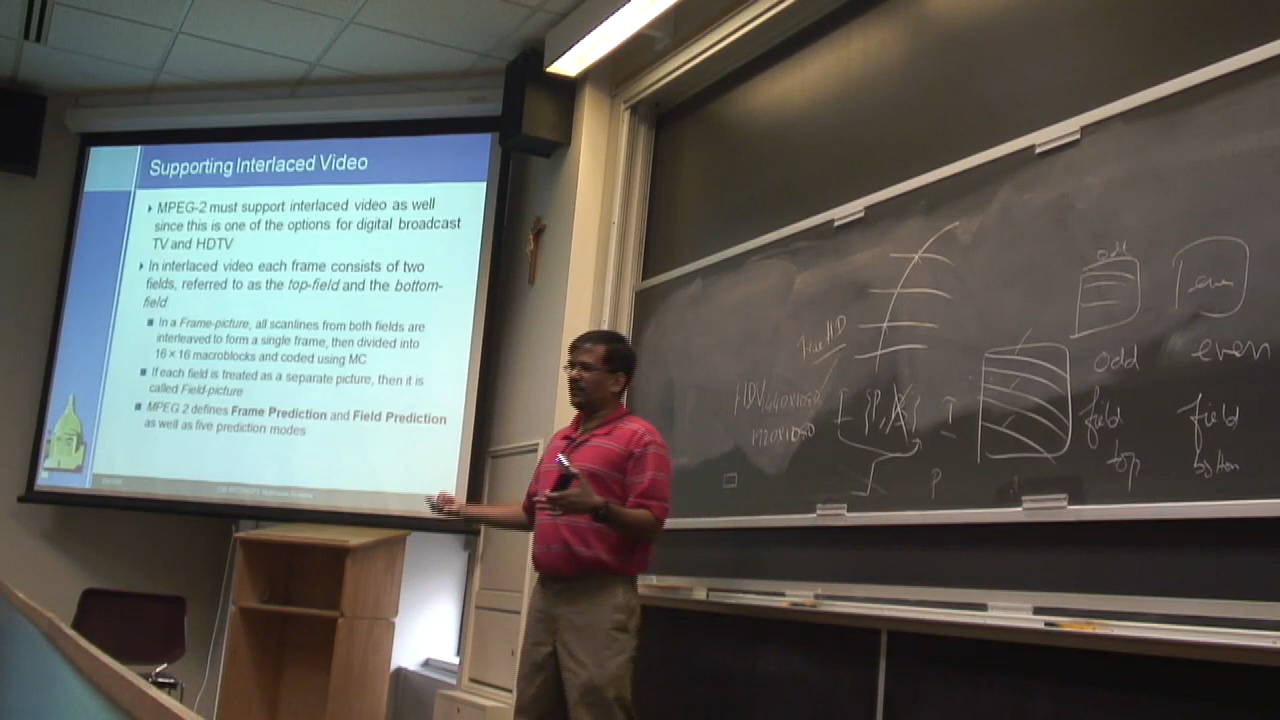 Supporting Interlaced Video
MPEG-2 must support interlaced video as well
since this is one of the options for digital broadcast
TV and HDTV
In interlaced video each frame consists of two
fields, referred to as the top-field and the bottom-
field
In a Frame-picture, all scanlines from both fields are
interleaved to form a single frame, then divided into
16 × 16 macroblocks and coded using MC
If each field is treated as a separate picture, then it is
called Field-picture
MPEG 2 defines Frame Prediction and Field Prediction
as well as five prediction modes
True HD
HDV 1440x1080
1920x1080
I
P
odd
even
odd
even
field
field
top